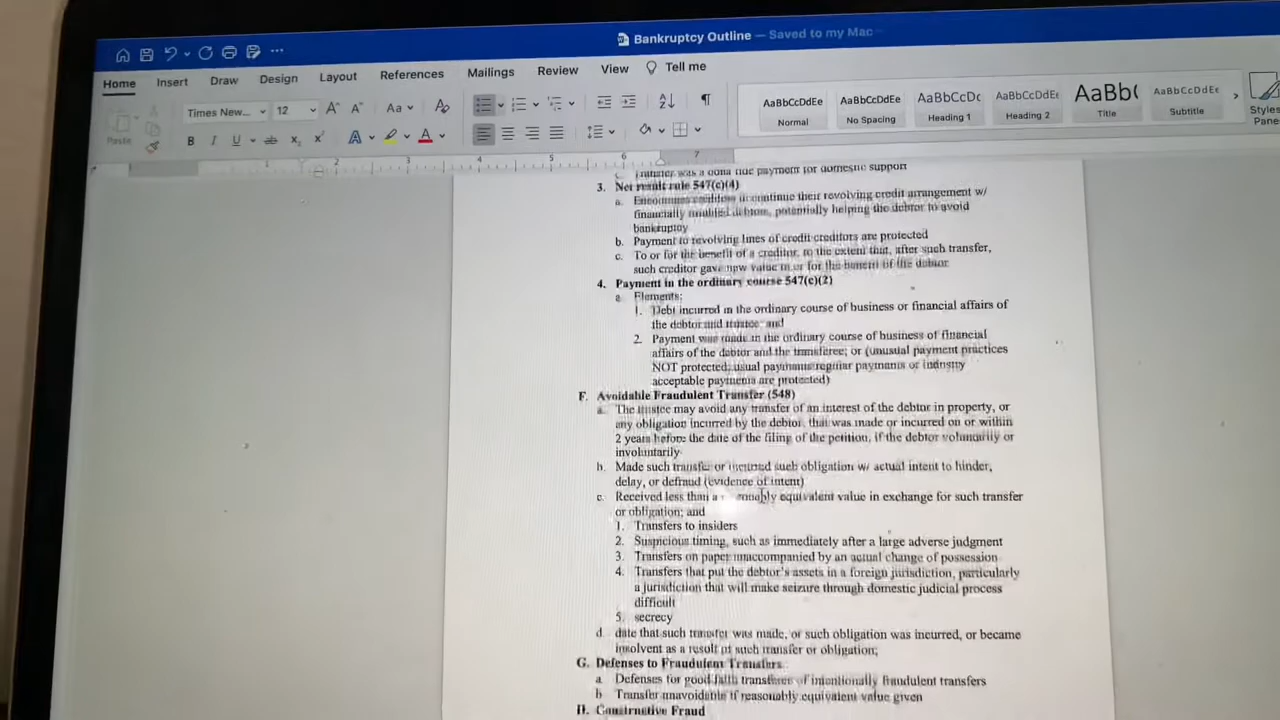 Bankruptcy Outline — Saved to my Mac
Home Insert Draw Design Layout References Mailings Review View Tell me
Times New... 12 Aa
Paste
AaBbCcDdEe AaBbCcDdEe AaBbCcDc AaBbCcDdEe AaBb( AaBbCcDdEe
Normal No Spacing Heading 1 Heading 2 Title Subtitle Styles
Pane
1 2 3 4 5 6 7
payment for domestic support
3. Net result rule 547(c)(4)
a. Encourages creditors to continue their revolving credit arrangement w/
financially debtors, potentially helping the debtor to avoid
bankruptcy
b. Payment to revolving lines of credit creditors are protected
c. To or for the benefit of a creditor, to the extent that, after such transfer,
such creditor gave new value to or for the benefit of the debtor
4. Payment in the ordinary course 547(c)(2)
a Elements:
1. Debt incurred in the ordinary course of business or financial affairs of
the debtor and trustee; and
2. Payment was made in the ordinary course of business of financial
affairs of the debtor and the transferee; or (unusual payment practices
NOT protected; usual payments regular payments or industry
acceptable payments are protected)
F. Avoidable Fraudulent Transfer (548)
a. The trustee may avoid any transfer of an interest of the debtor in property, or
any obligation incurred by the debtor, that was made or incurred on or within
2 years before the date of the filing of the petition, if the debtor voluntarily or
involuntarily
b. Made such transfer or incurred such obligation w/ actual intent to hinder,
delay, or defraud (evidence of intent)
c. Received less than a equivalent value in exchange for such transfer
or obligation; and
1. Transfers to insiders
2. Suspicious timing, such as immediately after a large adverse judgment
3. Transfers on paper unaccompanied by an actual change of possession
4. Transfers that put the debtor's assets in a foreign jurisdiction, particularly
a jurisdiction that will make seizure through domestic judicial process
difficult
5. secrecy
d date that such transfer was made, or such obligation was incurred, or became
insolvent as a result of such transfer or obligation;
G. Defenses to Fraudulent Transfers
a Defenses for good faith transferee of intentionally fraudulent transfers
b Transfer unavoidable if reasonably equivalent value given
Constructive Fraud